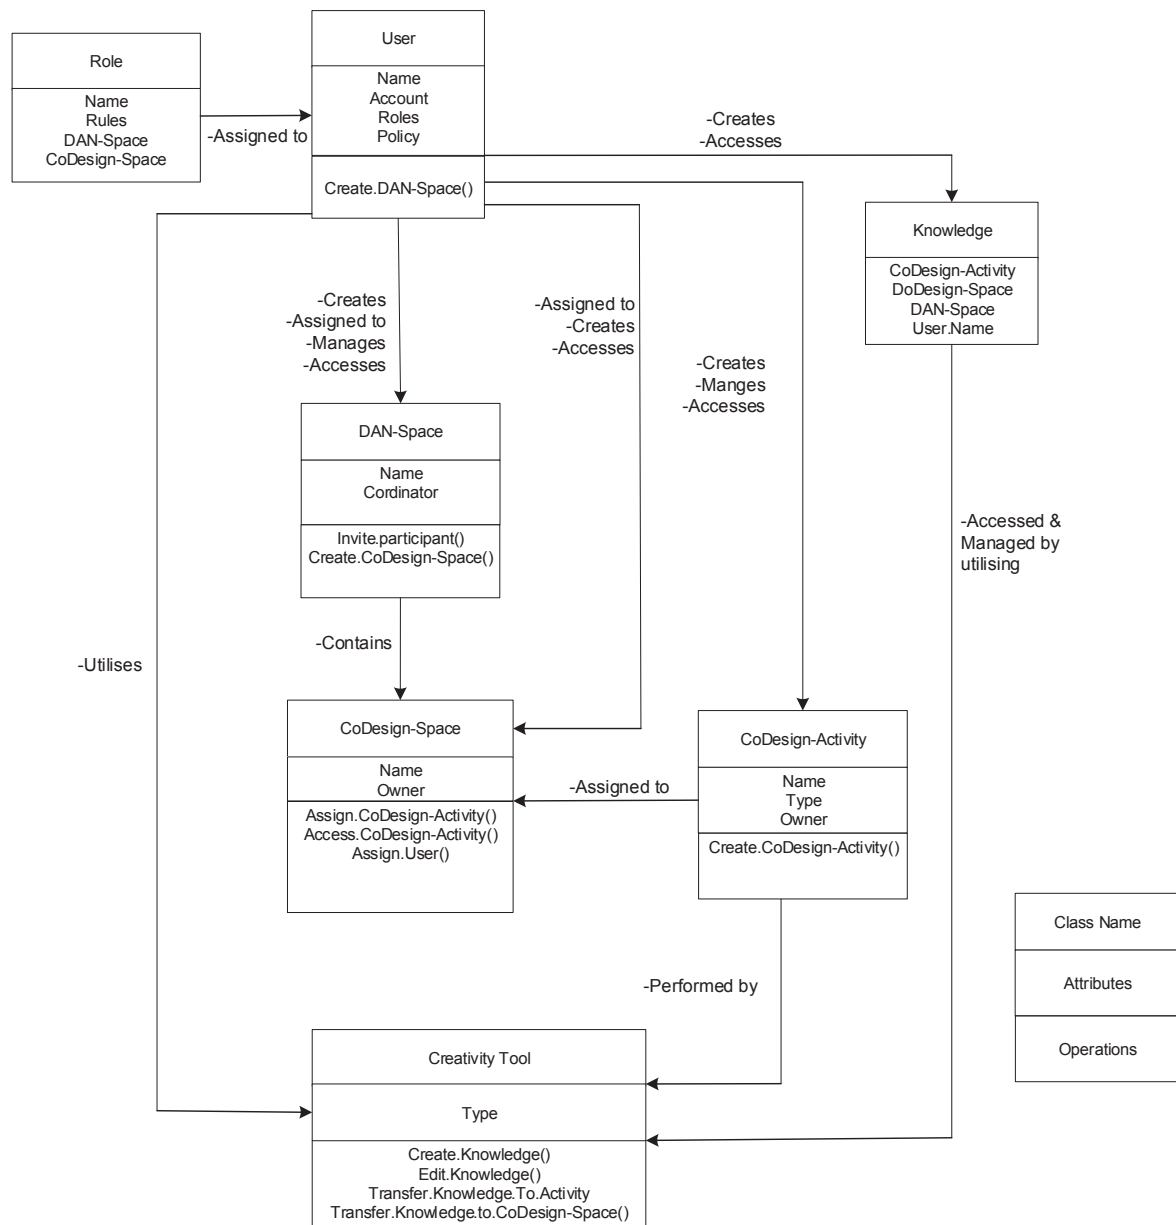 User
Name
Account
Roles
Policy
Create.DAN-Space()
Role
Name
Rules
DAN-Space
CoDesign-Space
-Assigned to
-Creates
-Accesses
Knowledge
CoDesign-Activity
DoDesign-Space
DAN-Space
User.Name
-Creates
-Assigned to
-Manages
-Accesses
-Assigned to
-Creates
-Accesses
-Creates
-Manges
-Accesses
DAN-Space
Name
Cordinator
Invite.participant()
Create.CoDesign-Space()
-Accessed &
Managed by
utilising
-Contains
-Utilises
CoDesign-Space
Name
Owner
Assign.CoDesign-Activity()
Access.CoDesign-Activity()
Assign.User()
-Assigned to
CoDesign-Activity
Name
Type
Owner
Create.CoDesign-Activity()
-Performed by
Class Name
Attributes
Operations
Creativity Tool
Type
Create.Knowledge()
Edit.Knowledge()
Transfer.Knowledge.To.Activity
Transfer.Knowledge.to.CoDesign-Space()